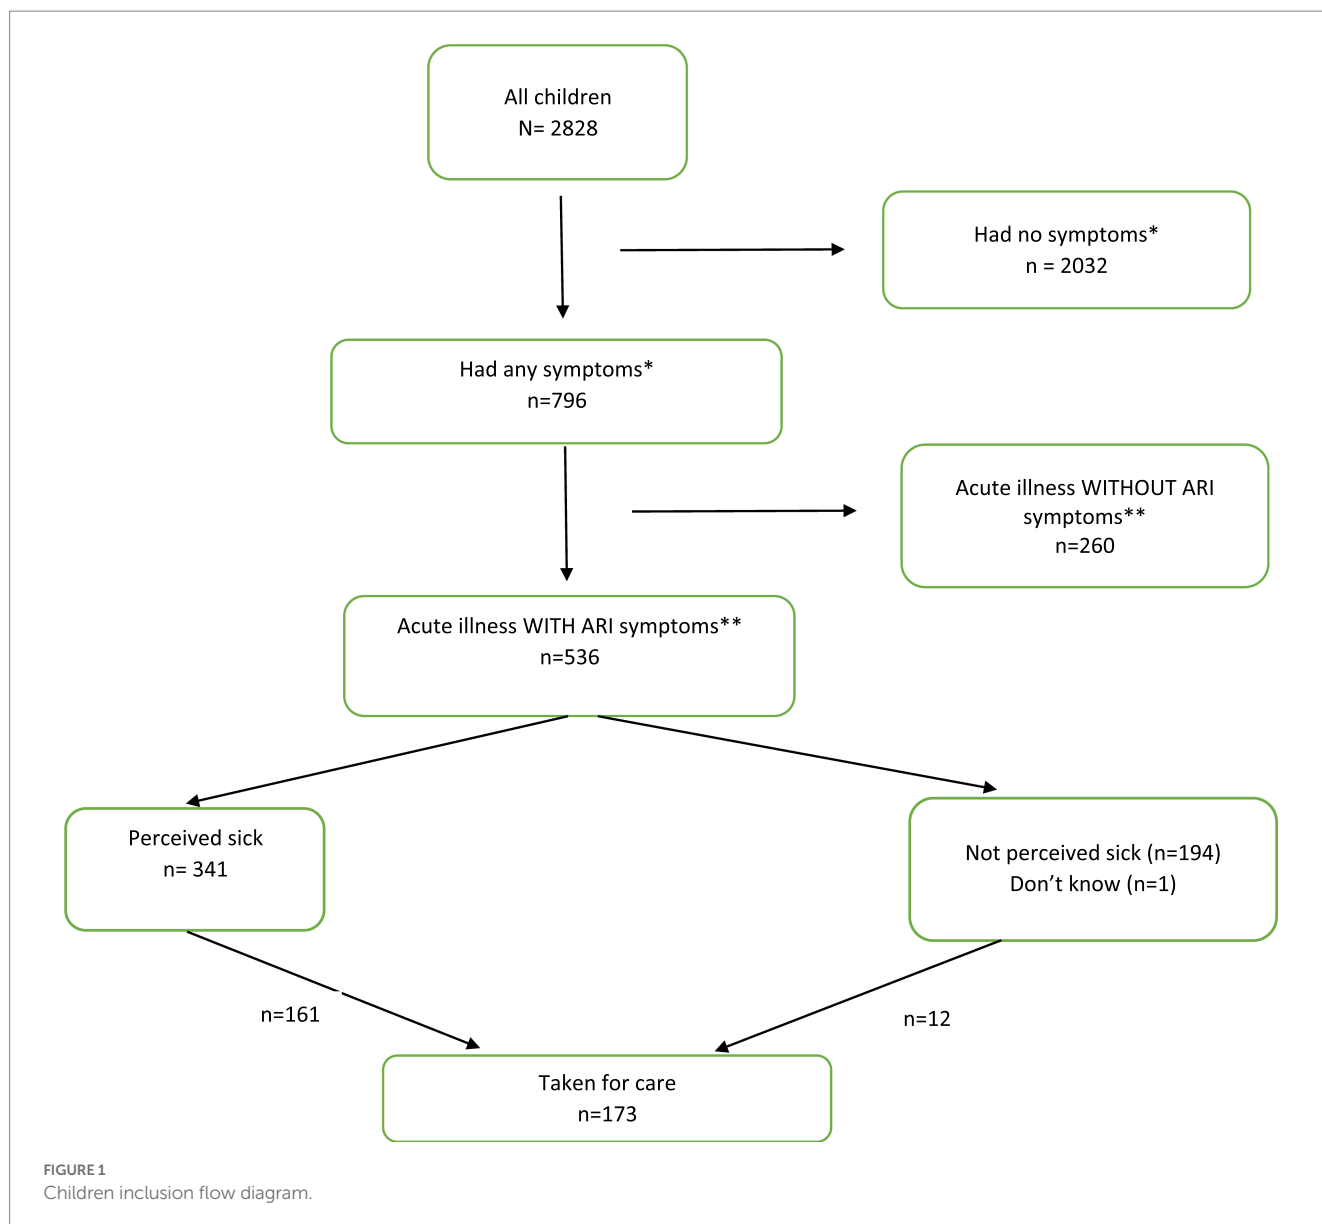 All children
N= 2828
Had no symptoms*
n = 2032
Had any symptoms*
n=796
Acute illness WITHOUT ARI
symptoms**
n=260
Acute illness WITH ARI symptoms**
n=536
Perceived sick
n= 341
Not perceived sick (n=194)
Don’t know (n=1)
n=161
n=12
Taken for care
n=173
FIGURE 1
Children inclusion flow diagram.